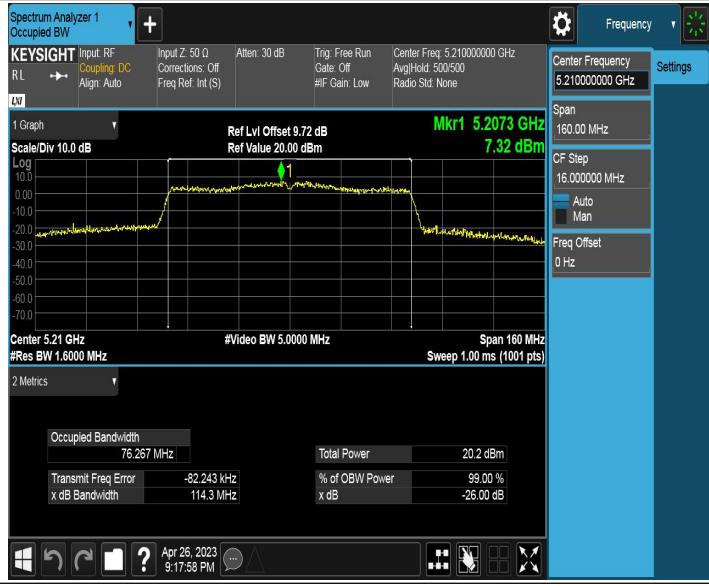 Spectrum Analyzer 1
Occupied BW
+
Frequency
KEYSIGHT
RL
LXI
Input: RF
Coupling: DC
Align: Auto
Input Z: 50 Ω
Corrections: Off
Freq Ref: Int (S)
Atten: 30 dB
Trig: Free Run
Gate: Off
#IF Gain: Low
Center Freq: 5.210000000 GHz
Avg|Hold: 500/500
Radio Std: None
Center Frequency
5.210000000 GHz
Settings
Span
160.00 MHz
CF Step
16.000000 MHz
Auto
Man
Freq Offset
0 Hz
1 Graph
Scale/Div 10.0 dB
Ref Lvl Offset 9.72 dB
Ref Value 20.00 dBm
Mkr1 5.2073 GHz
7.32 dBm
Log
10.0
0.00
-10.0
-20.0
-30.0
-40.0
-50.0
-60.0
-70.0
1
Center 5.21 GHz
#Res BW 1.6000 MHz
#Video BW 5.0000 MHz
Span 160 MHz
Sweep 1.00 ms (1001 pts)
2 Metrics
Occupied Bandwidth
76.267 MHz
Total Power 20.2 dBm
Transmit Freq Error -82.243 kHz
% of OBW Power 99.00 %
x dB Bandwidth 114.3 MHz
x dB -26.00 dB
?
Apr 26, 2023
9:17:58 PM